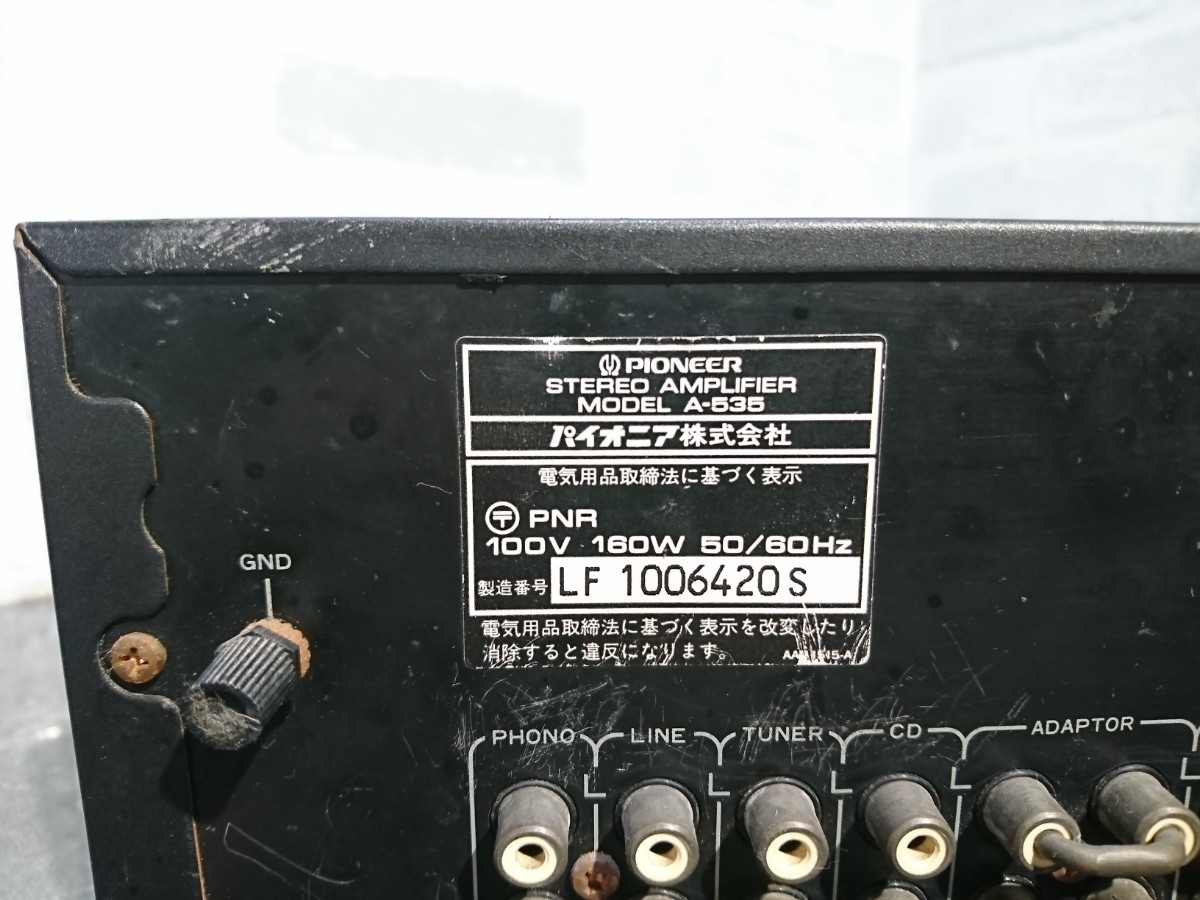 PIONEER
STEREO AMPLIFIER
MODEL A-535
パイオニア株式会社
電気用品取締法に基づく表示
〒 PNR
100V 160W 50/60Hz
製造番号 LF 1006420S
電気用品取締法に基づく表示を改変したり
消除すると違反になります。
GND
PHONO LINE TUNER CD ADAPTOR
L L L L